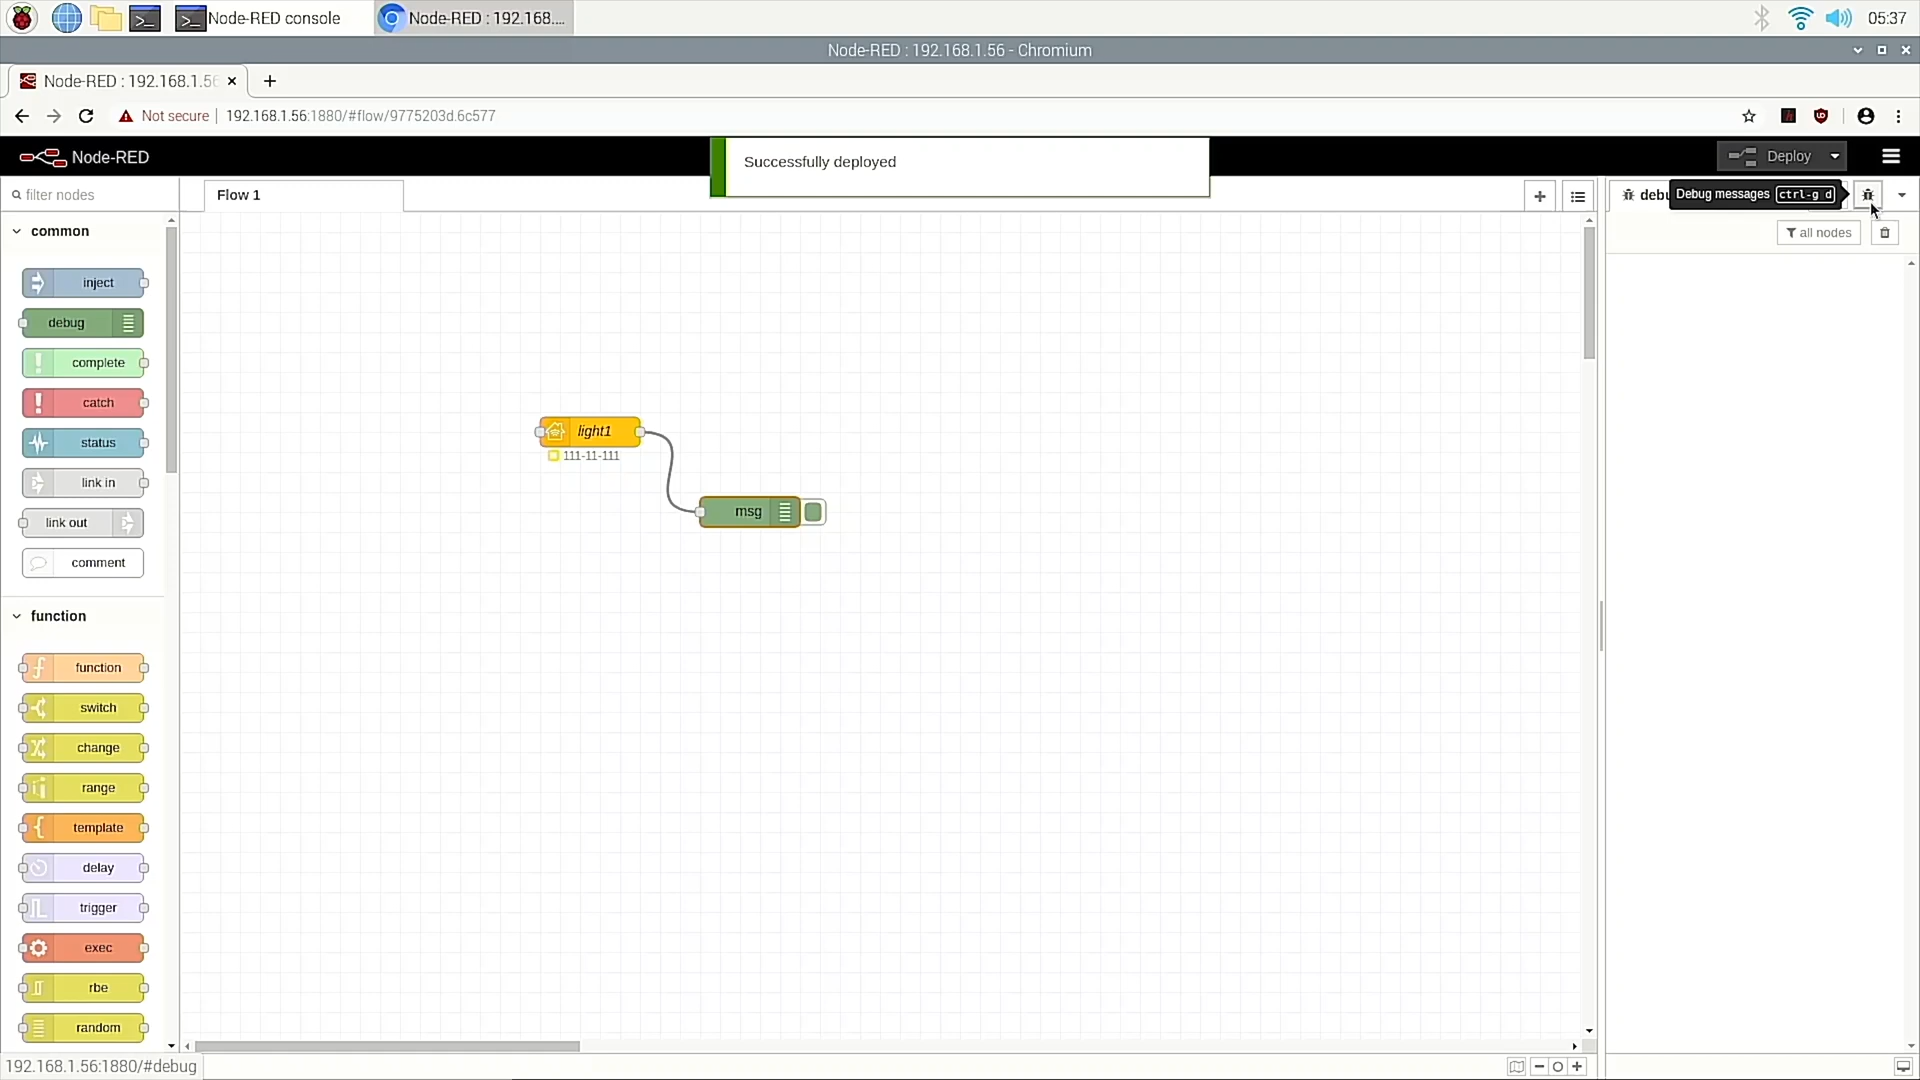 Node-RED console
Node-RED : 192.168....
05:37
Node-RED : 192.168.1.56 - Chromium
Node-RED : 192.168.1.56
Not secure
192.168.1.56:1880/#flow/9775203d.6c577
Node-RED
Successfully deployed
Deploy
filter nodes
Flow 1
debu
Debug messages ctrl-g d
all nodes
common
inject
debug
complete
catch
status
link in
link out
comment
function
function
switch
change
range
template
delay
trigger
exec
rbe
random
light1
111-11-111
msg
192.168.1.56:1880/#debug